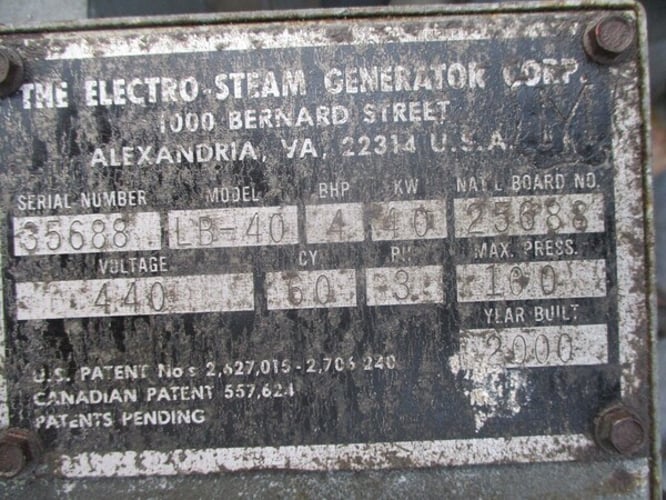 THE ELECTRO-STEAM GENERATOR CORP.
1000 BERNARD STREET
ALEXANDRIA, VA, 22314 U.S.A.
SERIAL NUMBER MODEL BHP KW NAT'L BOARD NO.
35688 LB-40 4 40 25688
VOLTAGE CY PH MAX. PRESS.
440 60 3 100
YEAR BUILT
2000
U.S. PATENT No s 2,627,015-2,706,240
CANADIAN PATENT 557,624
PATENTS PENDING